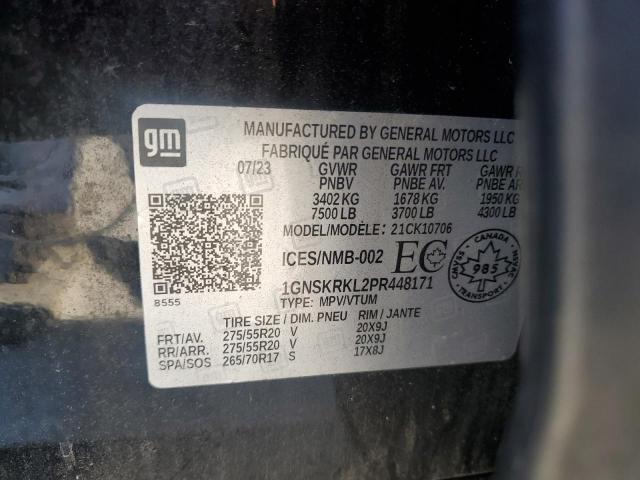 gm
MANUFACTURED BY GENERAL MOTORS LLC
FABRIQUÉ PAR GENERAL MOTORS LLC
07/23 GVWR GAWR FRT GAWR
PNBV PNBE AV. PNBE
3402 KG 1678 KG 1950 KG
7500 LB 3700 LB 4300 LB
MODEL/MODÈLE: 21CK10706
ICES/NMB-002 EC
CANADA
985
CMVSS NSVAC
1GNSKRKL2PR448171
8555
TYPE: MPV/VTUM
TIRE SIZE / DIM. PNEU RIM / JANTE
FRT/AV. 275/55R20 V 20X9J
RR/ARR. 275/55R20 V 20X9J
SPA/SOS 265/70R17 S 17X8J